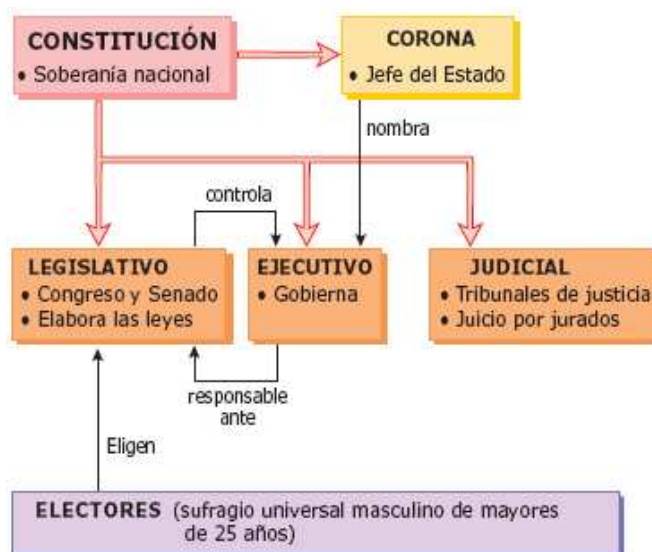 CONSTITUCIÓN
• Soberanía nacional
CORONA
• Jefe del Estado
nombra
controla
LEGISLATIVO
• Congreso y Senado
• Elabora las leyes
EJECUTIVO
• Gobierna
JUDICIAL
• Tribunales de justicia
• Juicio por jurados
responsable
ante
Eligen
ELECTORES (sufragio universal masculino de mayores
de 25 años)